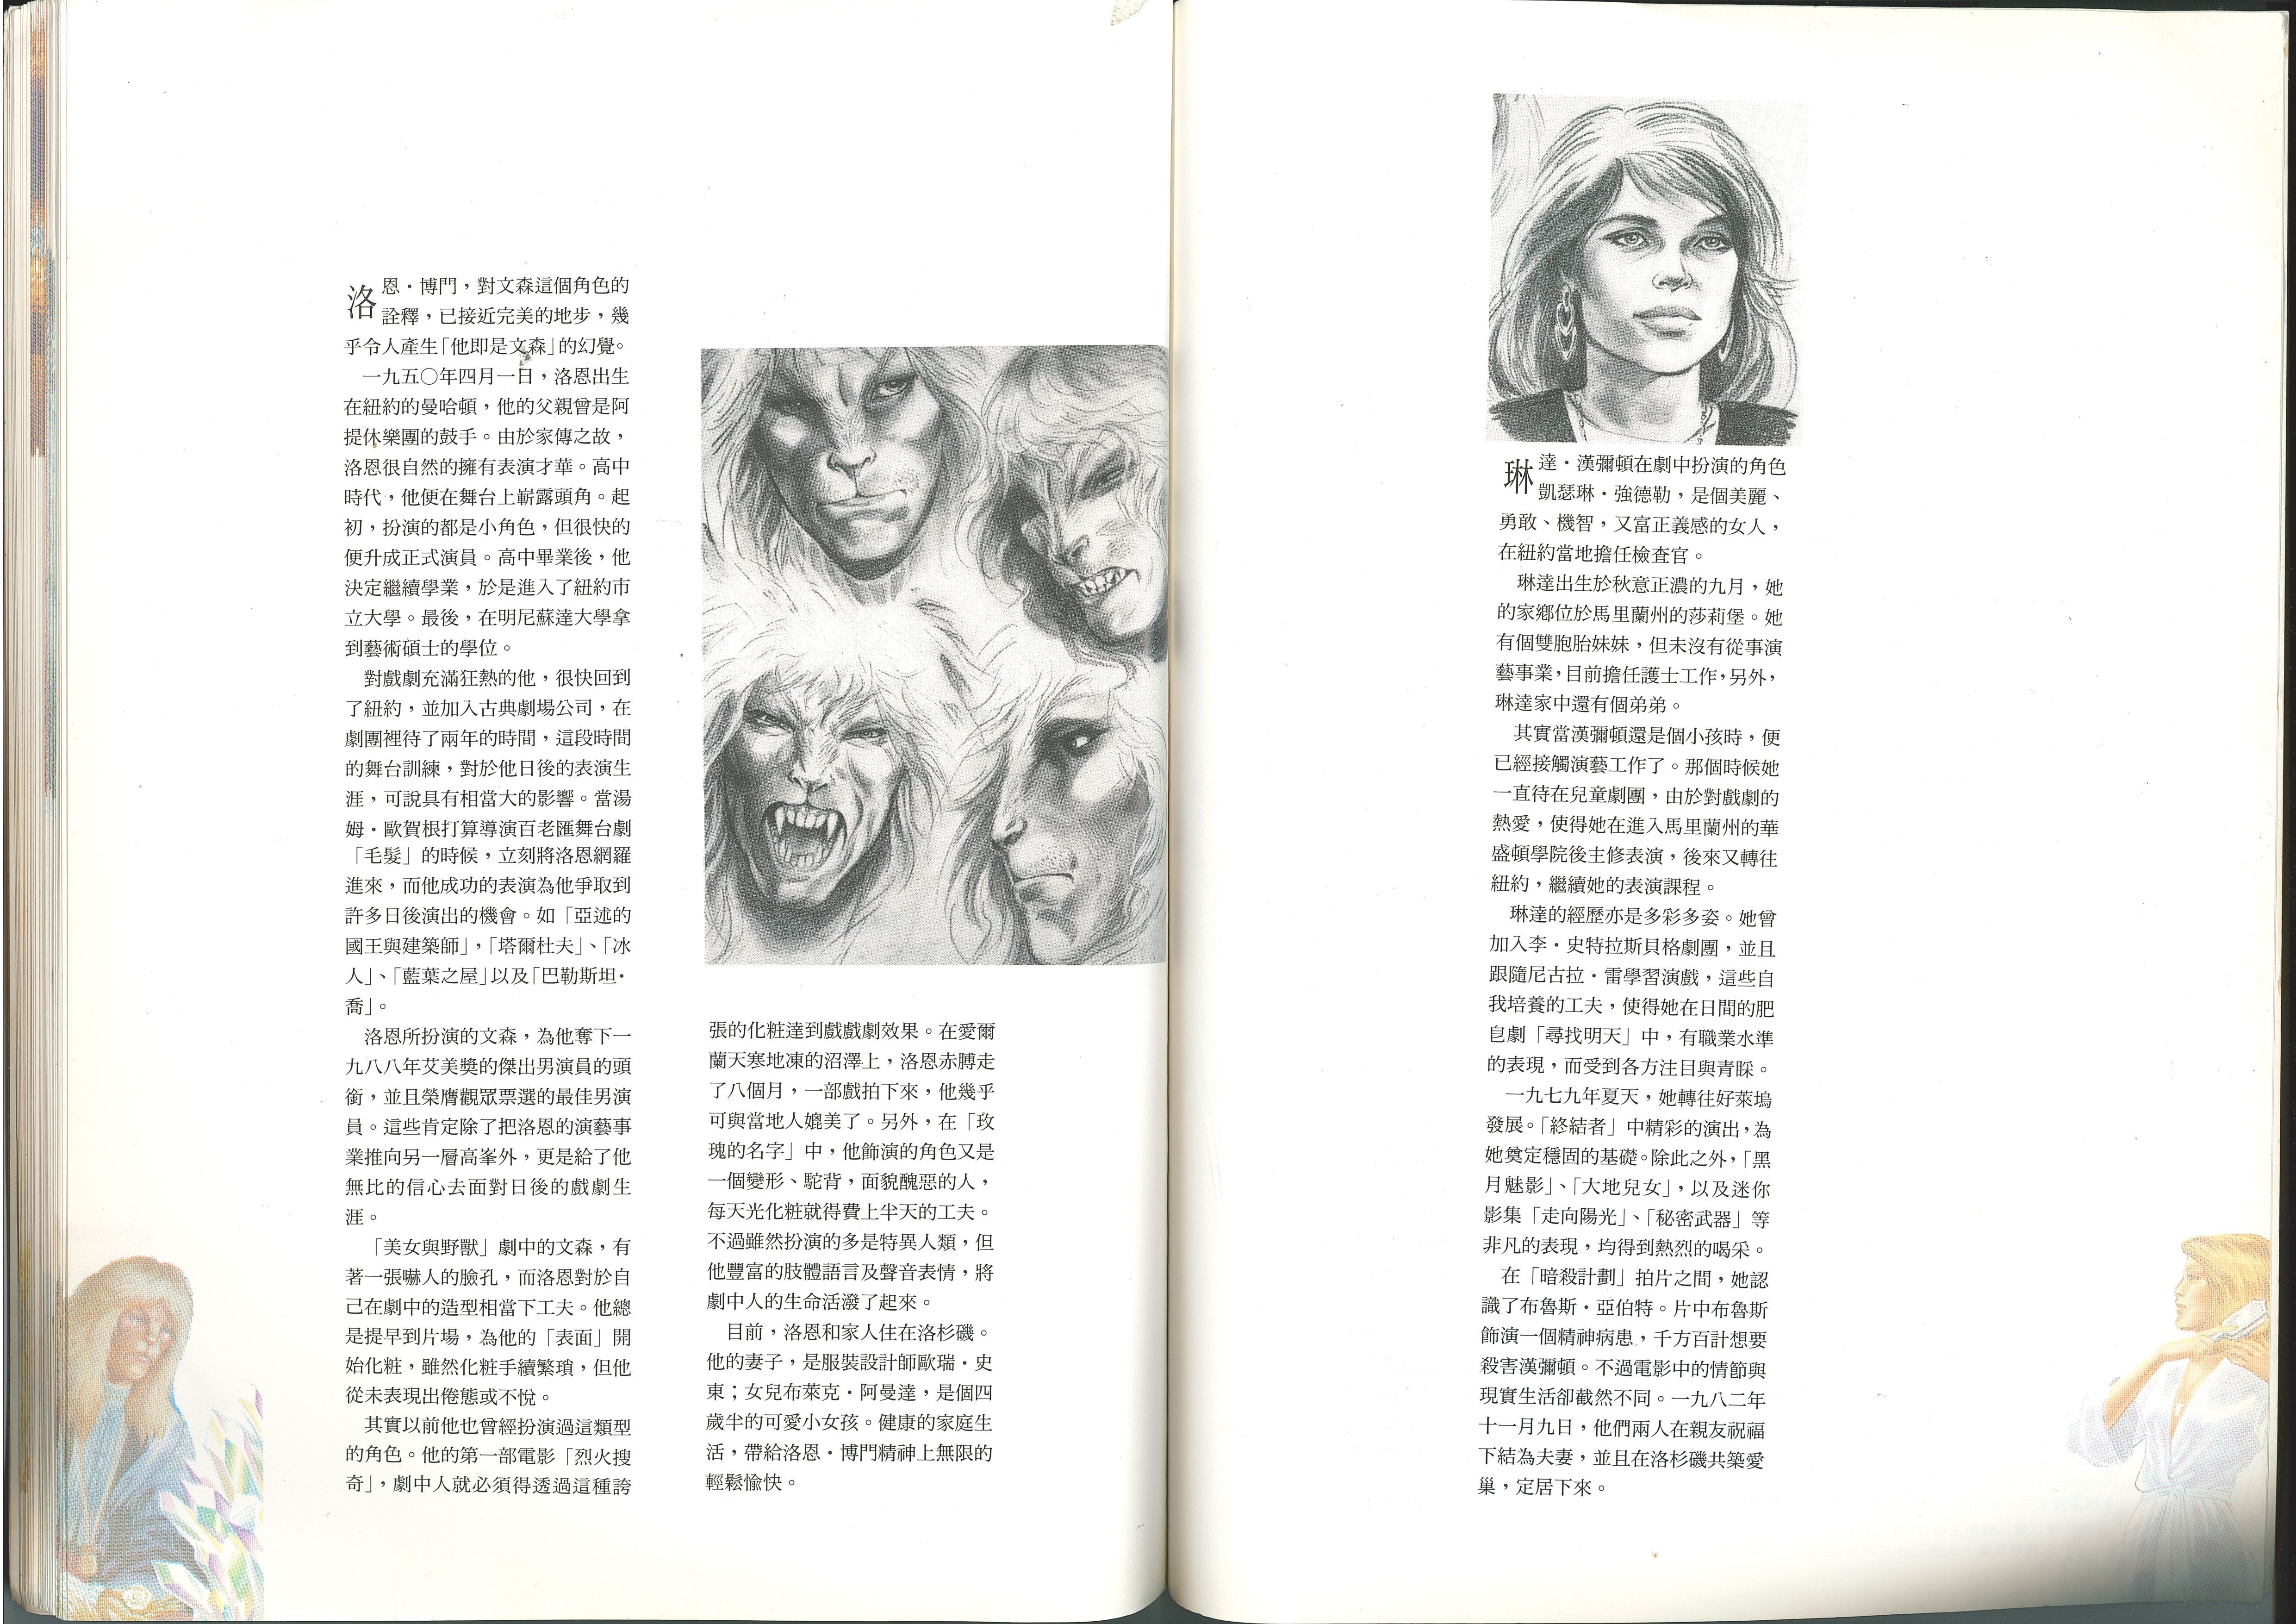 洛恩・博門，對文森這個角色的
詮釋，已接近完美的地步，幾
乎令人產生「他即是文森」的幻覺。
一九五〇年四月一日，洛恩出生
在紐約的曼哈頓，他的父親曾是阿
提休樂團的鼓手。由於家傳之故，
洛恩很自然的擁有表演才華。高中
時代，他便在舞台上嶄露頭角。起
初，扮演的都是小角色，但很快的
便升成正式演員。高中畢業後，他
決定繼續學業，於是進入了紐約市
立大學。最後，在明尼蘇達大學拿
到藝術碩士的學位。
對戲劇充滿狂熱的他，很快回到
了紐約，並加入古典劇場公司，在
劇團裡待了兩年的時間，這段時間
的舞台訓練，對於他日後的表演生
涯，可說具有相當大的影響。當湯
姆・歐賀根打算導演百老匯舞台劇
「毛髮」的時候，立刻將洛恩網羅
進來，而他成功的表演為他爭取到
許多日後演出的機會。如「亞述的
國王與建築師」，「塔爾杜夫」、「冰
人」、「藍葉之屋」以及「巴勒斯坦・
喬」。
洛恩所扮演的文森，為他奪下一
九八八年艾美獎的傑出男演員的頭
銜，並且榮膺觀眾票選的最佳男演
員。這些肯定除了把洛恩的演藝事
業推向另一層高峯外，更是給了他
無比的信心去面對日後的戲劇生
涯。
「美女與野獸」劇中的文森，有
著一張嚇人的臉孔，而洛恩對於自
己在劇中的造型相當下工夫。他總
是提早到片場，為他的「表面」開
始化粧，雖然化粧手續繁瑣，但他
從未表現出倦態或不悅。
其實以前他也曾經扮演過這類型
的角色。他的第一部電影「烈火搜
奇」，劇中人就必須得透過這種誇
張的化粧達到戲戲劇效果。在愛爾
蘭天寒地凍的沼澤上，洛恩赤膊走
了八個月，一部戲拍下來，他幾乎
可與當地人媲美了。另外，在「玫
瑰的名字」中，他飾演的角色又是
一個變形、駝背，面貌醜惡的人，
每天光化粧就得費上半天的工夫。
不過雖然扮演的多是特異人類，但
他豐富的肢體語言及聲音表情，將
劇中人的生命活潑了起來。
目前，洛恩和家人住在洛杉磯。
他的妻子，是服裝設計師歐瑞・史
東；女兒布萊克・阿曼達，是個四
歲半的可愛小女孩。健康的家庭生
活，帶給洛恩・博門精神上無限的
輕鬆愉快。
琳達・漢彌頓在劇中扮演的角色
凱瑟琳・強德勒，是個美麗、
勇敢、機智，又富正義感的女人，
在紐約當地擔任檢查官。
琳達出生於秋意正濃的九月，她
的家鄉位於馬里蘭州的莎莉堡。她
有個雙胞胎妹妹，但未沒有從事演
藝事業，目前擔任護士工作，另外，
琳達家中還有個弟弟。
其實當漢彌頓還是個小孩時，便
已經接觸演藝工作了。那個時候她
一直待在兒童劇團，由於對戲劇的
熱愛，使得她在進入馬里蘭州的華
盛頓學院後主修表演，後來又轉往
紐約，繼續她的表演課程。
琳達的經歷亦是多彩多姿。她曾
加入李・史特拉斯貝格劇團，並且
跟隨尼古拉・雷學習演戲，這些自
我培養的工夫，使得她在日間的肥
皂劇「尋找明天」中，有職業水準
的表現，而受到各方注目與青睬。
一九七九年夏天，她轉往好萊塢
發展。「終結者」中精彩的演出，為
她奠定穩固的基礎。除此之外，「黑
月魅影」、「大地兒女」，以及迷你
影集「走向陽光」、「秘密武器」等
非凡的表現，均得到熱烈的喝采。
在「暗殺計劃」拍片之間，她認
識了布魯斯・亞伯特。片中布魯斯
飾演一個精神病患，千方百計想要
殺害漢彌頓。不過電影中的情節與
現實生活卻截然不同。一九八二年
十一月九日，他們兩人在親友祝福
下結為夫妻，並且在洛杉磯共築愛
巢，定居下來。